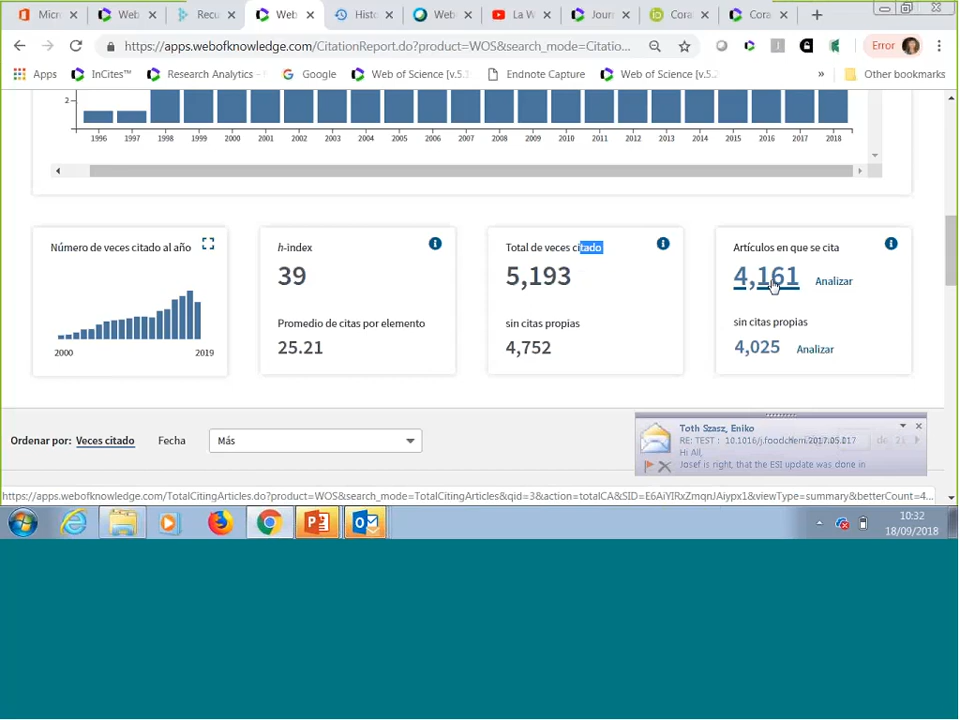 Micro
Web
Recu
Web
Histo
Web
La W
Journ
Cora
Cora
https://apps.webofknowledge.com/CitationReport.do?product=WOS&search_mode=Citatio...
Error
Apps
InCites™
Research Analytics -
Google
Web of Science [v.5.3
Endnote Capture
Web of Science [v.5.2
»
Other bookmarks
2
1996 1997 1998 1999 2000 2001 2002 2003 2004 2005 2006 2007 2008 2009 2010 2011 2012 2013 2014 2015 2016 2017 2018
Número de veces citado al año
2000 2019
h-index
39
Promedio de citas por elemento
25.21
Total de veces citado
5,193
sin citas propias
4,752
Artículos en que se cita
4,161 Analizar
sin citas propias
4,025 Analizar
Ordenar por: Veces citado Fecha Más
Toth Szasz, Eniko
RE: TEST : 10.1016/j.foodchem.2017.05.017
Hi All,
Josef is right, that the ESI update was done in
https://apps.webofknowledge.com/TotalCitingArticles.do?product=WOS&search_mode=TotalCitingArticles&qid=3&action=totalCA&SID=E6AiYIRxZmqnJAiypx1&viewType=summary&betterCount=4...
10:32
18/09/2018